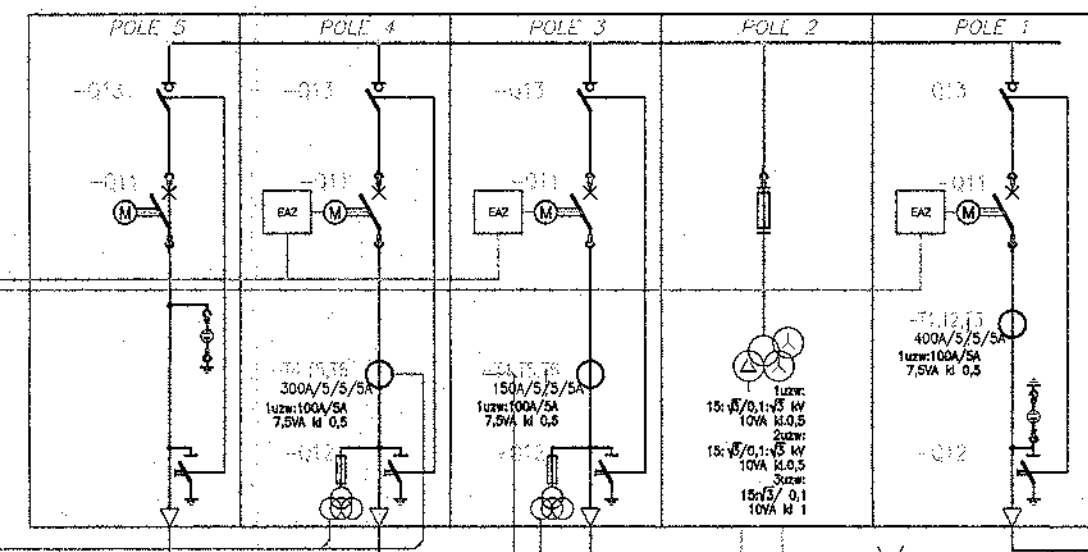 POLE 5
POLE 4
POLE 3
POLE 2
POLE 1
-Q13
-Q13
-Q13
Q13
-Q11
-Q11
-Q11
-Q11
M
EAZ
M
EAZ
M
EAZ
M
300A/5/5/5A
1uzw:100A/5A
7,5VA kl 0,5
150A/5/5/5A
1uzw:100A/5A
7,5VA kl 0,5
1uzw:
15:√3/0,1:√3 kV
10VA kl.0,5
2uzw:
15:√3/0,1:√3 kV
10VA kl.0,5
3uzw:
15:√3/ 0,1
10VA kl 1
400A/5/5/5A
1uzw:100A/5A
7,5VA kl 0,5
-Q12
-Q12
-Q12